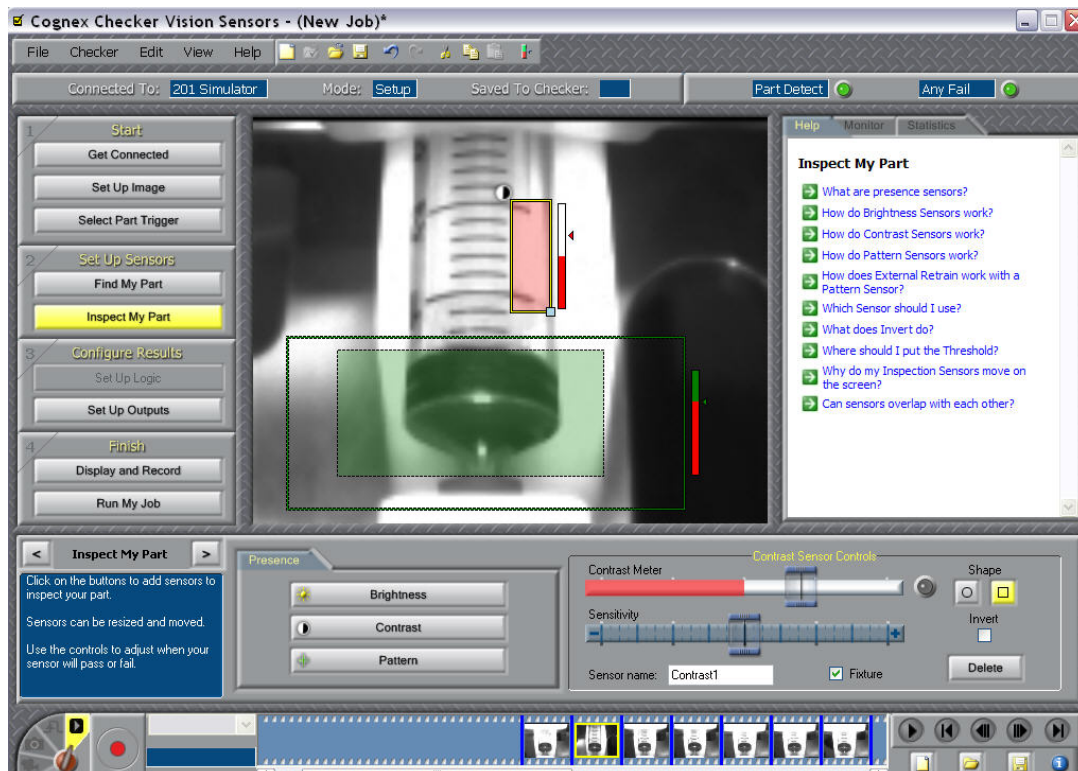 Cognex Checker Vision Sensors - (New Job)*
File Checker Edit View Help
Connected To: 201 Simulator Mode: Setup Saved To Checker: Part Detect Any Fail
1 Start
Get Connected
Set Up Image
Select Part Trigger
2 Set Up Sensors
Find My Part
Inspect My Part
3 Configure Results
Set Up Logic
Set Up Outputs
4 Finish
Display and Record
Run My Job
Help Monitor Statistics
Inspect My Part
What are presence sensors?
How do Brightness Sensors work?
How do Contrast Sensors work?
How do Pattern Sensors work?
How does External Retrain work with a
Pattern Sensor?
Which Sensor should I use?
What does Invert do?
Where should I put the Threshold?
Why do my Inspection Sensors move on
the screen?
Can sensors overlap with each other?
< Inspect My Part >
Click on the buttons to add sensors to
inspect your part.
Sensors can be resized and moved.
Use the controls to adjust when your
sensor will pass or fail.
Presence
Brightness
Contrast
Pattern
Contrast Sensor Controls
Contrast Meter
Sensitivity
Sensor name: Contrast1
Fixture
Shape
Invert
Delete